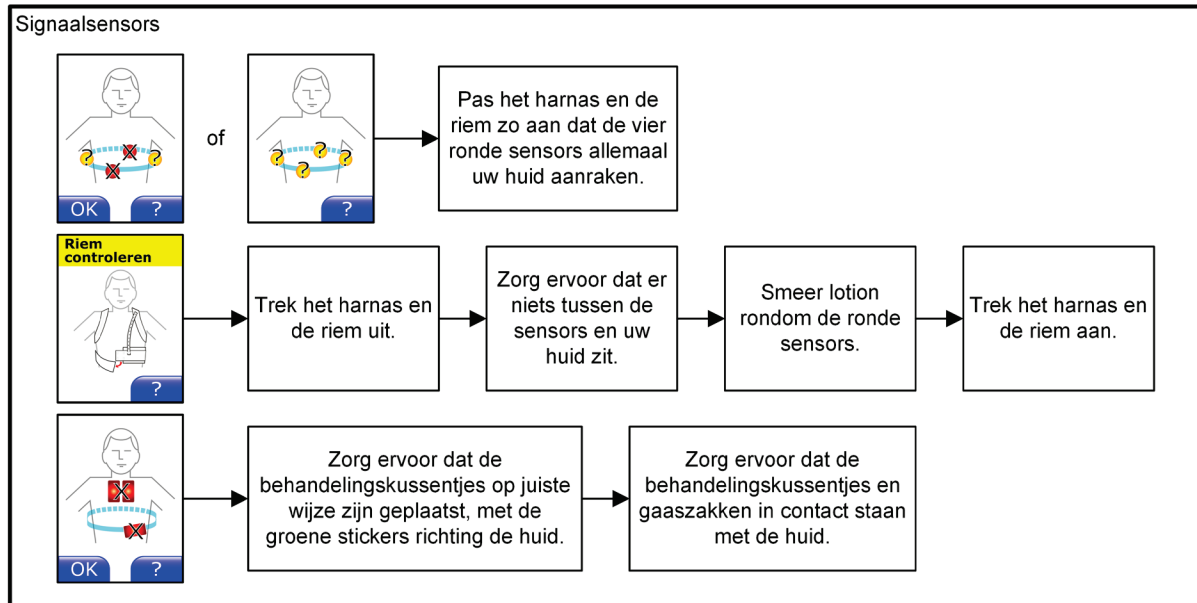 Signaalsensors
?
?
OK
?
of
?
?
?
?
?
Pas het harnas en de
riem zo aan dat de vier
ronde sensors allemaal
uw huid aanraken.
Riem
controleren
?
Trek het harnas en
de riem uit.
Zorg ervoor dat er
niets tussen de
sensors en uw
huid zit.
Smeer lotion
rondom de ronde
sensors.
Trek het harnas en
de riem aan.
OK
?
Zorg ervoor dat de
behandelingskussentjes op juiste
wijze zijn geplaatst, met de
groene stickers richting de huid.
Zorg ervoor dat de
behandelingskussentjes en
gaaszakken in contact staan
met de huid.